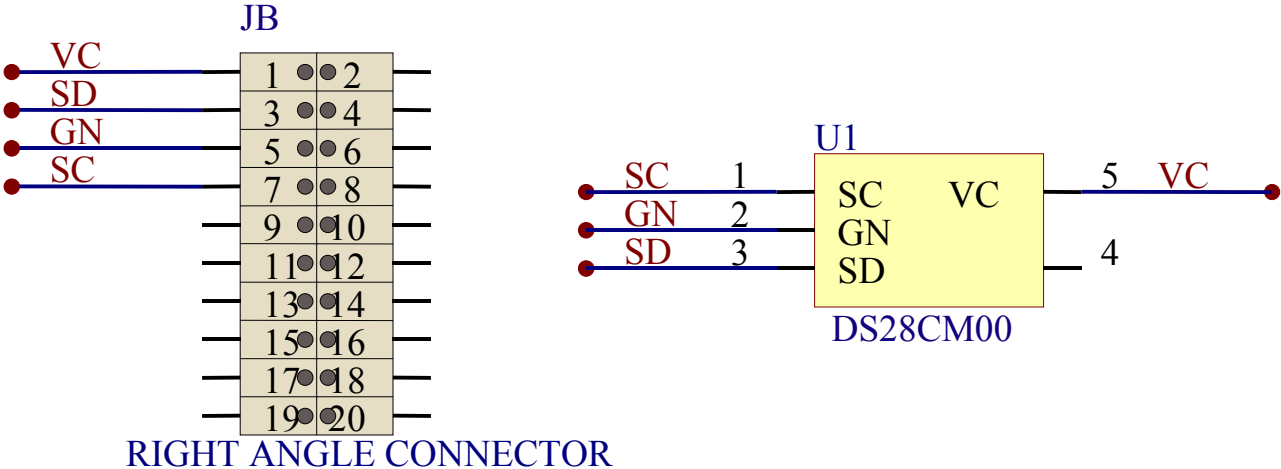 JB
VC
1 2
SD
3 4
GN
5 6
SC
7 8
9 10
11 12
13 14
15 16
17 18
19 20
RIGHT ANGLE CONNECTOR
U1
SC 1 SC VC 5 VC
GN 2 GN
SD 3 SD 4
DS28CM00